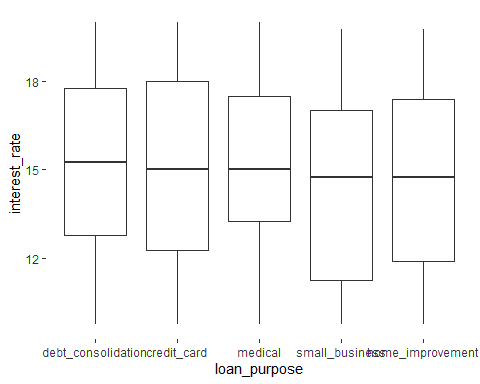 interest_rate
18
15
12
debt_consolidation credit_card medical small_business home_improvement
loan_purpose